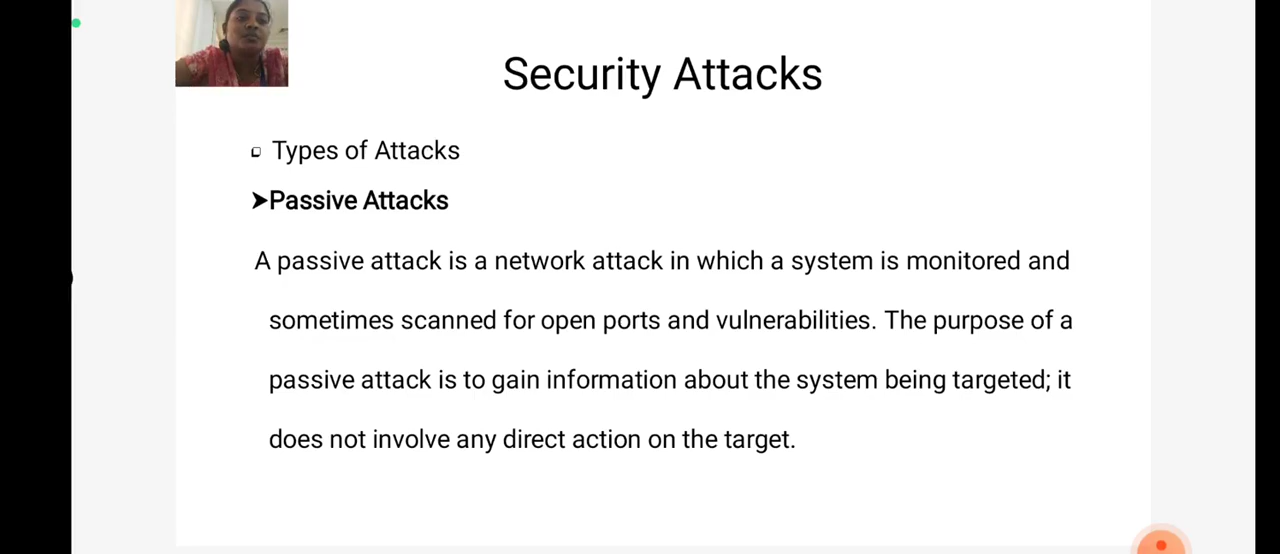 Security Attacks
Types of Attacks
➤Passive Attacks
A passive attack is a network attack in which a system is monitored and
sometimes scanned for open ports and vulnerabilities. The purpose of a
passive attack is to gain information about the system being targeted; it
does not involve any direct action on the target.